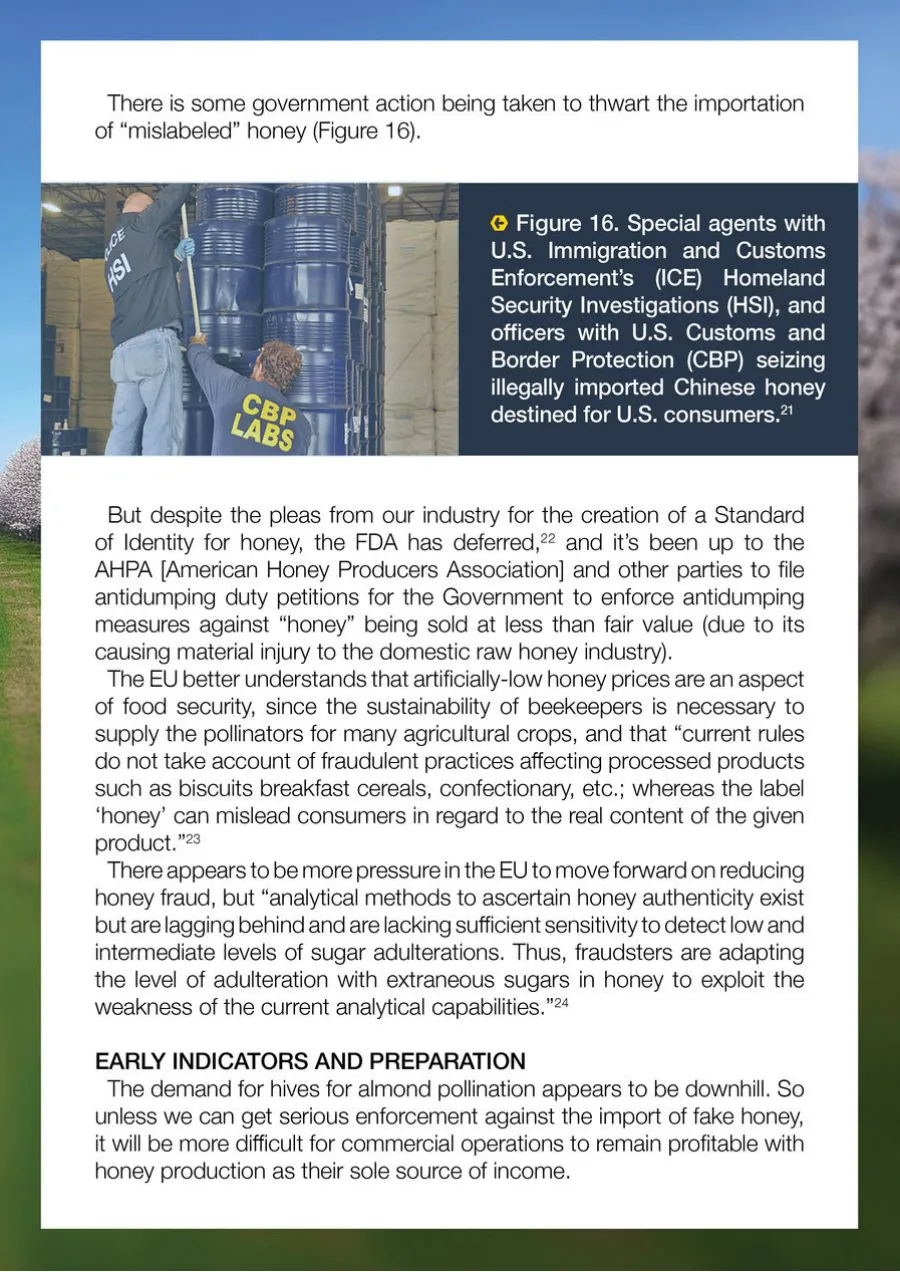 There is some government action being taken to thwart the importation
of “mislabeled” honey (Figure 16).
POLICE
HSI
CBP
LABS
Figure 16. Special agents with
U.S. Immigration and Customs
Enforcement’s (ICE) Homeland
Security Investigations (HSI), and
officers with U.S. Customs and
Border Protection (CBP) seizing
illegally imported Chinese honey
destined for U.S. consumers.²¹
But despite the pleas from our industry for the creation of a Standard
of Identity for honey, the FDA has deferred,²² and it’s been up to the
AHPA [American Honey Producers Association] and other parties to file
antidumping duty petitions for the Government to enforce antidumping
measures against “honey” being sold at less than fair value (due to its
causing material injury to the domestic raw honey industry).
The EU better understands that artificially-low honey prices are an aspect
of food security, since the sustainability of beekeepers is necessary to
supply the pollinators for many agricultural crops, and that “current rules
do not take account of fraudulent practices affecting processed products
such as biscuits breakfast cereals, confectionary, etc.; whereas the label
‘honey’ can mislead consumers in regard to the real content of the given
product.”²³
There appears to be more pressure in the EU to move forward on reducing
honey fraud, but “analytical methods to ascertain honey authenticity exist
but are lagging behind and are lacking sufficient sensitivity to detect low and
intermediate levels of sugar adulterations. Thus, fraudsters are adapting
the level of adulteration with extraneous sugars in honey to exploit the
weakness of the current analytical capabilities.”²⁴
EARLY INDICATORS AND PREPARATION
The demand for hives for almond pollination appears to be downhill. So
unless we can get serious enforcement against the import of fake honey,
it will be more difficult for commercial operations to remain profitable with
honey production as their sole source of income.